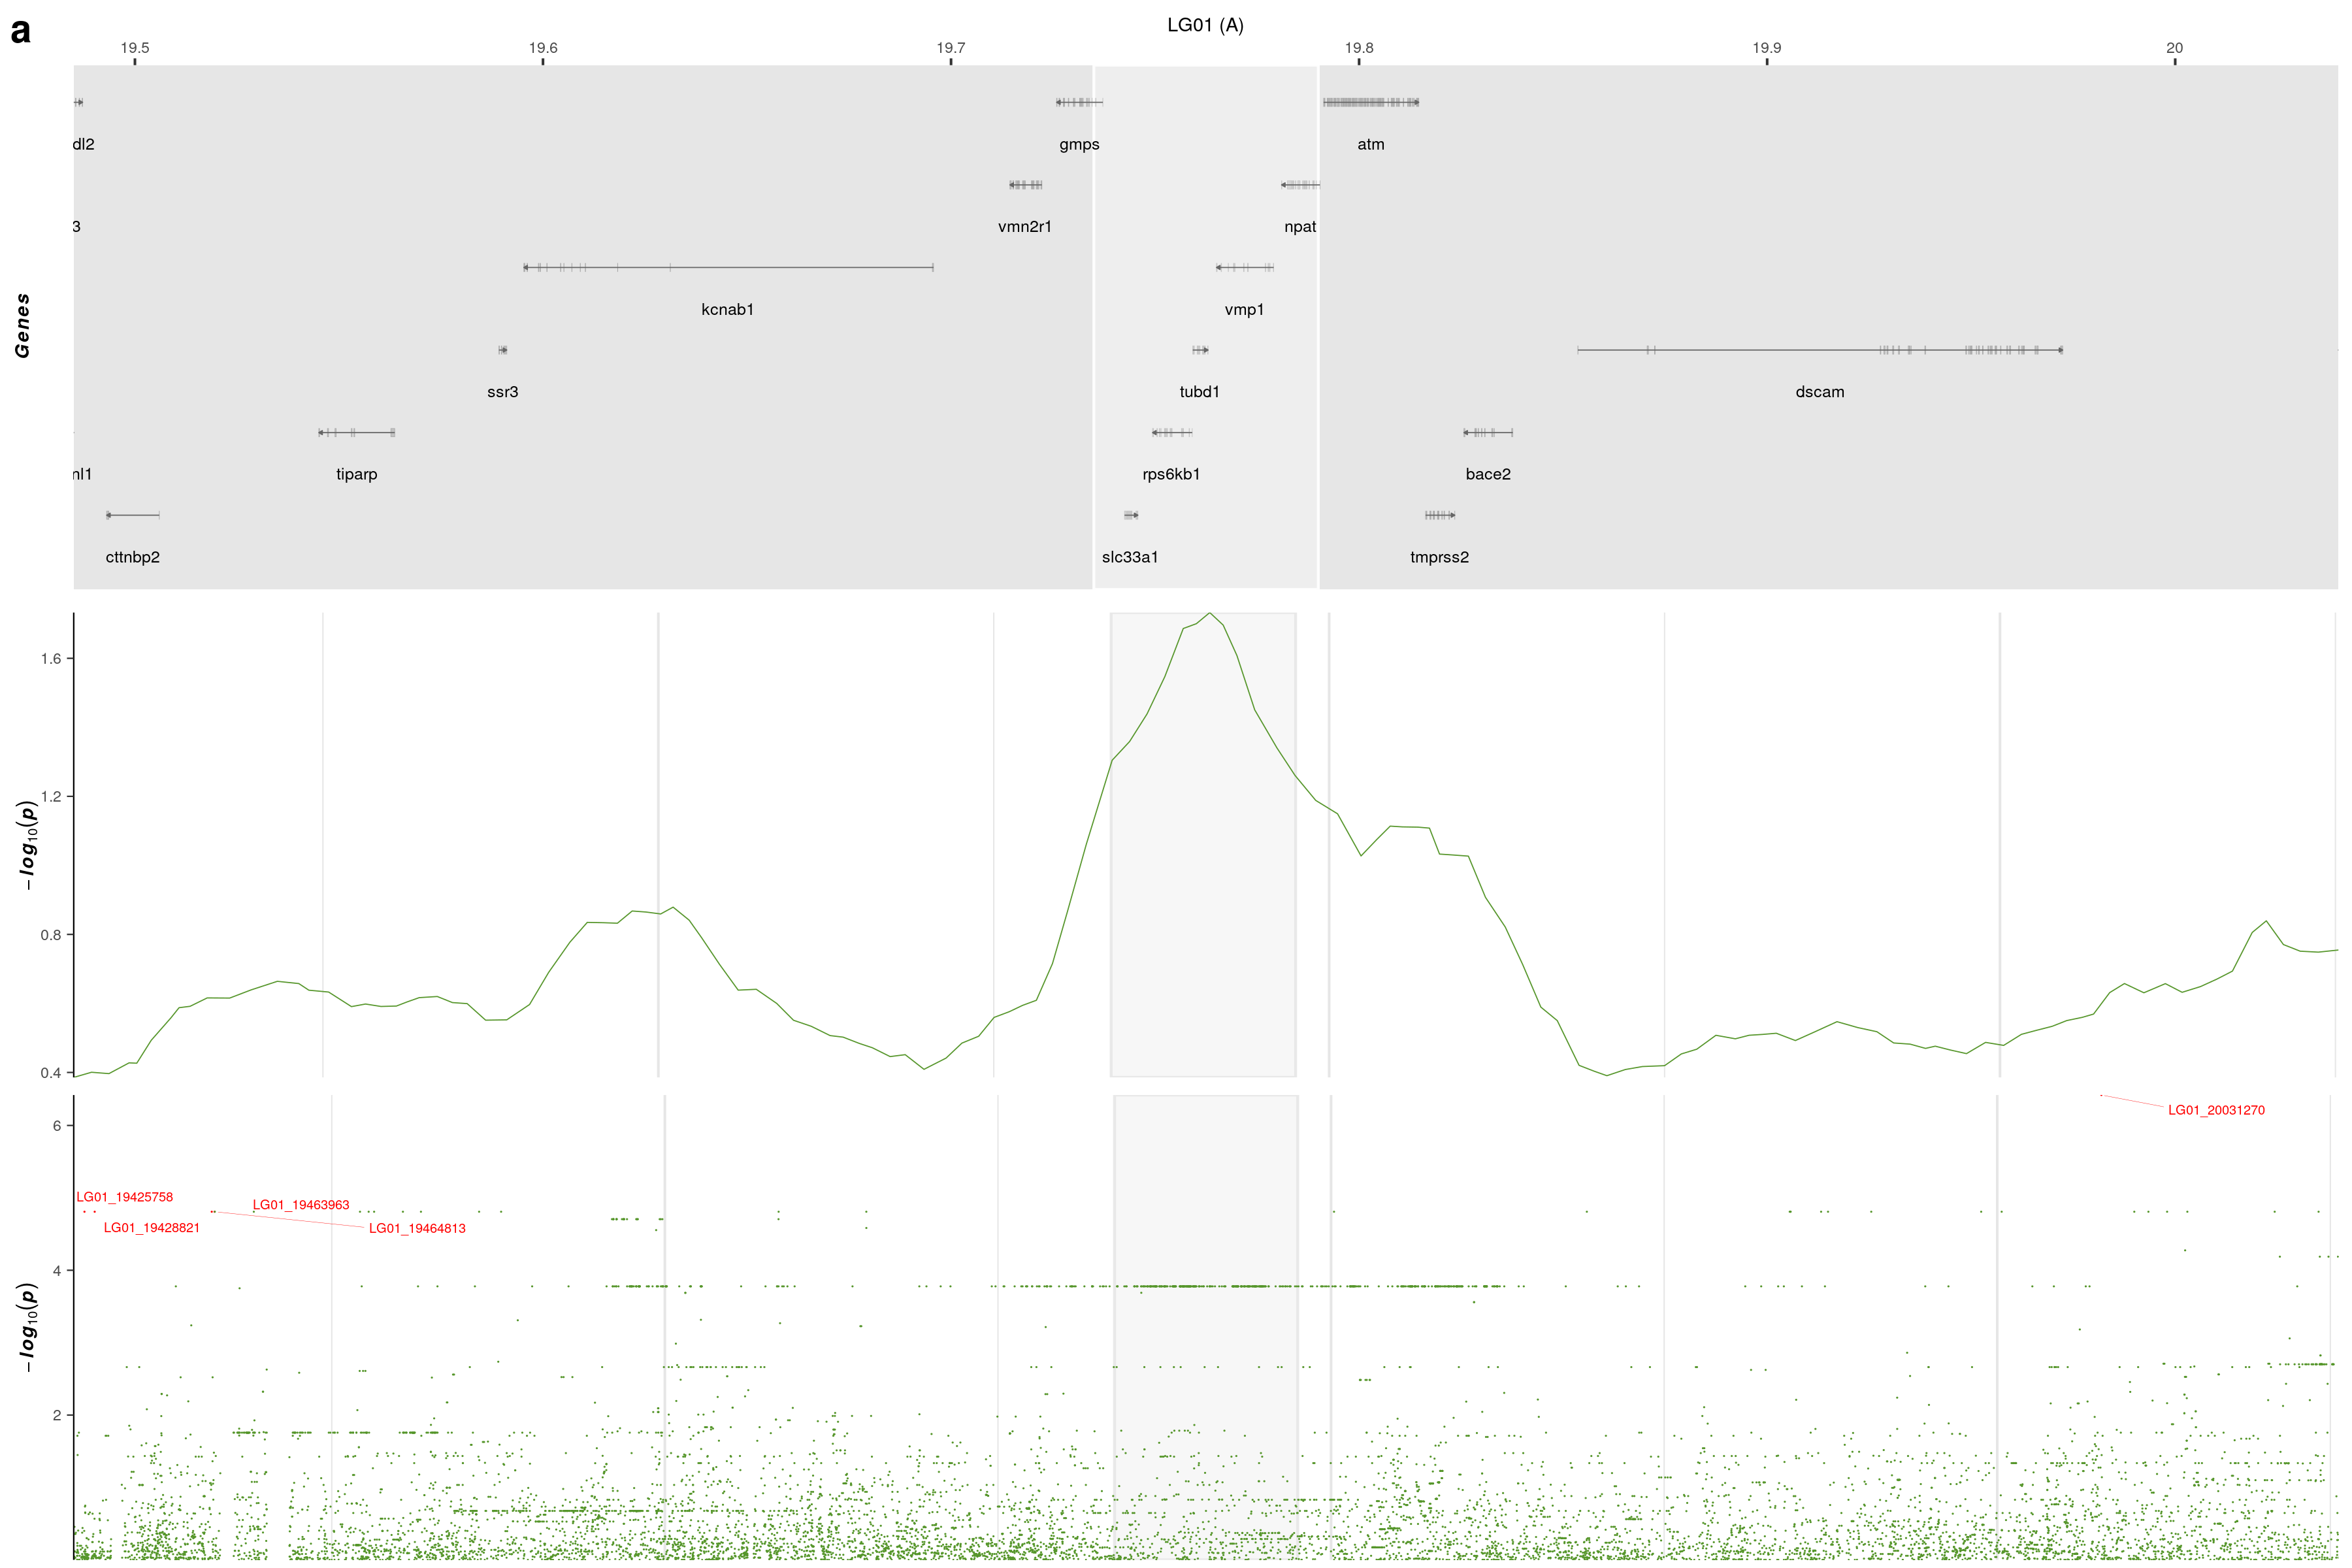 a
LG01 (A)
19.5 19.6 19.7 19.8 19.9 20
Genes
dl2 gmps atm
3 vmn2r1 npat
kcnab1 vmp1
ssr3 tubd1 dscam
nl1 tiparp rps6kb1 bace2
cttnbp2 slc33a1 tmprss2
−log10(p)
1.6
1.2
0.8
0.4
−log10(p)
6
4
2
LG01_20031270
LG01_19425758
LG01_19463963
LG01_19428821
LG01_19464813